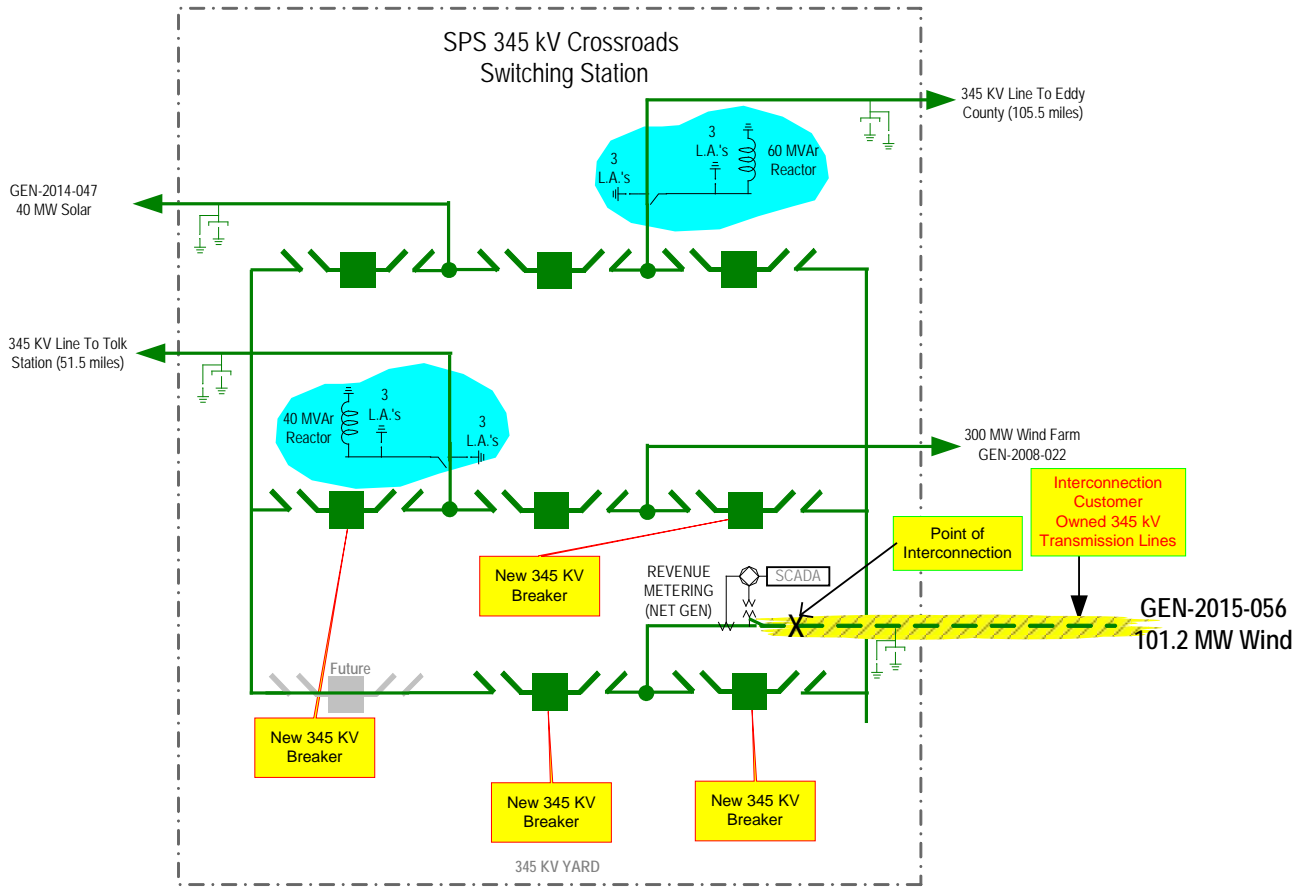 SPS 345 kV Crossroads
Switching Station
345 KV Line To Eddy
County (105.5 miles)
3
L.A.'s
3
L.A.'s
60 MVAr
Reactor
GEN-2014-047
40 MW Solar
345 KV Line To Tolk
Station (51.5 miles)
40 MVAr
Reactor
3
L.A.'s
3
L.A.'s
300 MW Wind Farm
GEN-2008-022
Interconnection
Customer
Owned 345 kV
Transmission Lines
Point of
Interconnection
New 345 KV
Breaker
REVENUE
METERING
(NET GEN)
SCADA
X
GEN-2015-056
101.2 MW Wind
Future
New 345 KV
Breaker
New 345 KV
Breaker
New 345 KV
Breaker
345 KV YARD